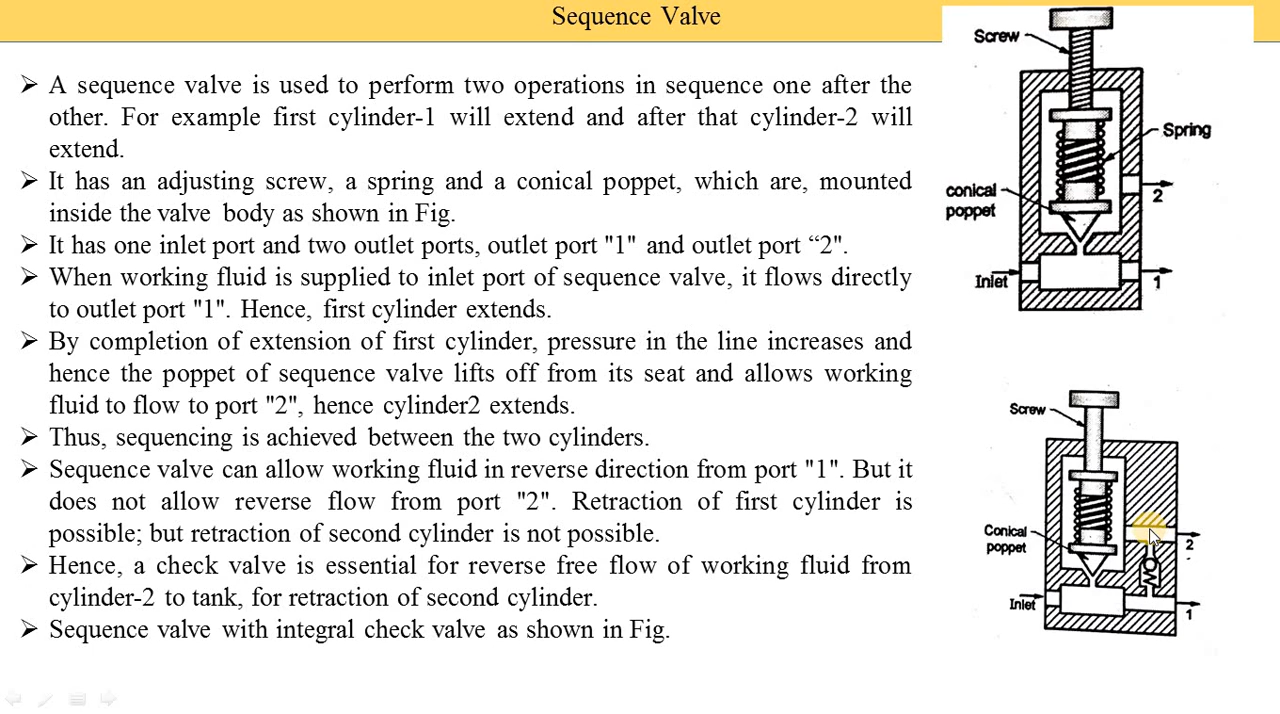 Sequence Valve
➢ A sequence valve is used to perform two operations in sequence one after the
other. For example first cylinder-1 will extend and after that cylinder-2 will
extend.
➢ It has an adjusting screw, a spring and a conical poppet, which are, mounted
inside the valve body as shown in Fig.
➢ It has one inlet port and two outlet ports, outlet port "1" and outlet port “2".
➢ When working fluid is supplied to inlet port of sequence valve, it flows directly
to outlet port "1". Hence, first cylinder extends.
➢ By completion of extension of first cylinder, pressure in the line increases and
hence the poppet of sequence valve lifts off from its seat and allows working
fluid to flow to port "2", hence cylinder2 extends.
➢ Thus, sequencing is achieved between the two cylinders.
➢ Sequence valve can allow working fluid in reverse direction from port "1". But it
does not allow reverse flow from port "2". Retraction of first cylinder is
possible; but retraction of second cylinder is not possible.
➢ Hence, a check valve is essential for reverse free flow of working fluid from
cylinder-2 to tank, for retraction of second cylinder.
➢ Sequence valve with integral check valve as shown in Fig.
Screw
Spring
conical
poppet
2
Inlet
1
Screw
Conical
poppet
2
Inlet
1